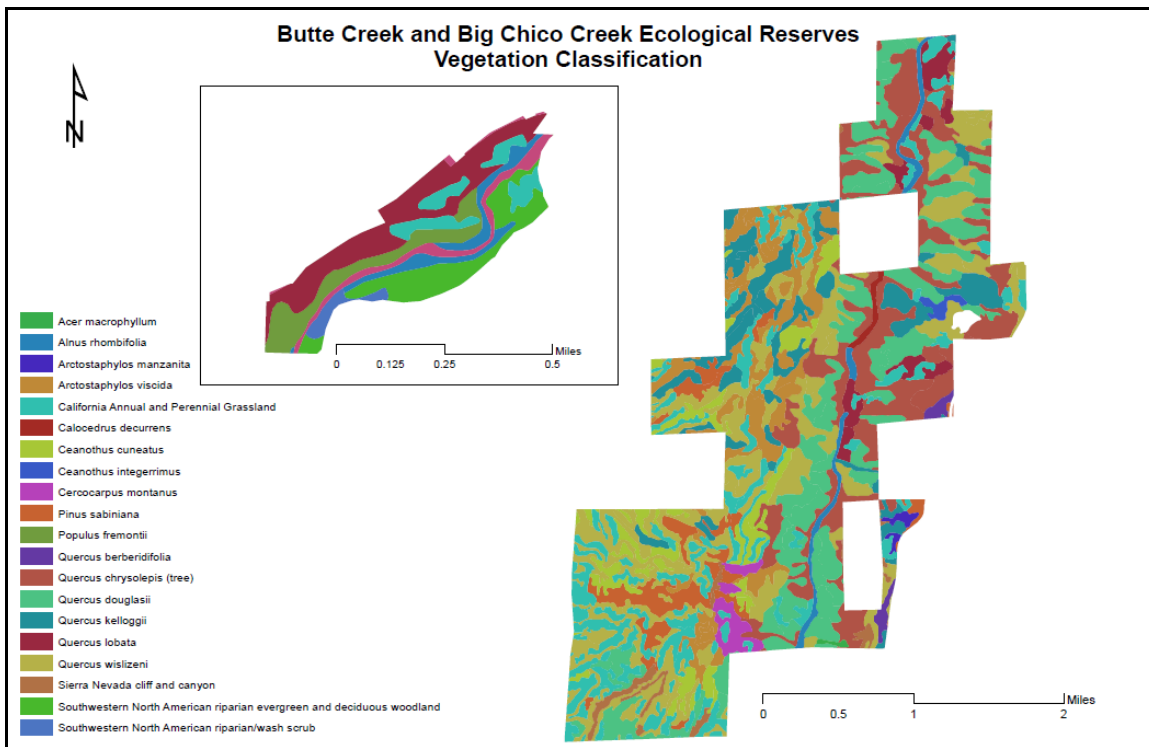 Butte Creek and Big Chico Creek Ecological Reserves
Vegetation Classification
N
Miles
0 0.125 0.25 0.5
Acer macrophyllum
Alnus rhombifolia
Arctostaphylos manzanita
Arctostaphylos viscida
California Annual and Perennial Grassland
Calocedrus decurrens
Ceanothus cuneatus
Ceanothus integerrimus
Cercocarpus montanus
Pinus sabiniana
Populus fremontii
Quercus berberidifolia
Quercus chrysolepis (tree)
Quercus douglasii
Quercus kelloggii
Quercus lobata
Quercus wislizeni
Sierra Nevada cliff and canyon
Southwestern North American riparian evergreen and deciduous woodland
Southwestern North American riparian/wash scrub
Miles
0 0.5 1 2